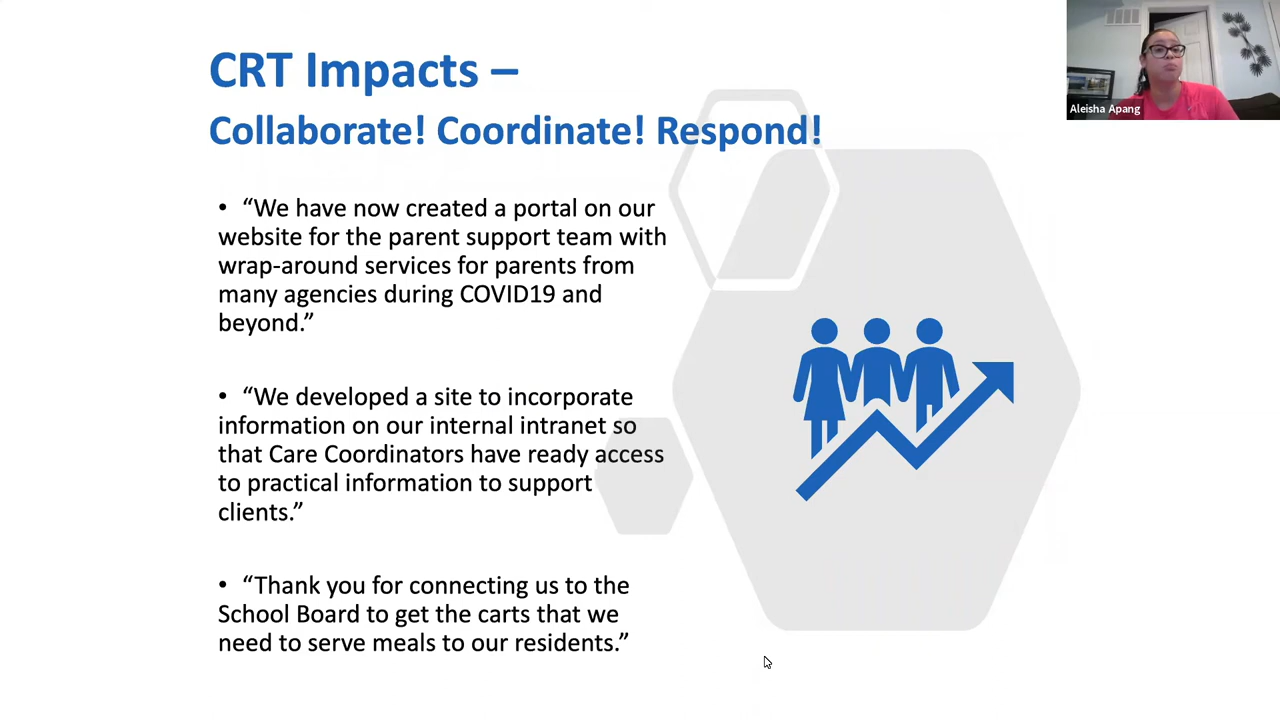 CRT Impacts –
Collaborate! Coordinate! Respond!
• “We have now created a portal on our
website for the parent support team with
wrap-around services for parents from
many agencies during COVID19 and
beyond.”
• “We developed a site to incorporate
information on our internal intranet so
that Care Coordinators have ready access
to practical information to support
clients.”
• “Thank you for connecting us to the
School Board to get the carts that we
need to serve meals to our residents.”
Aleisha Apang